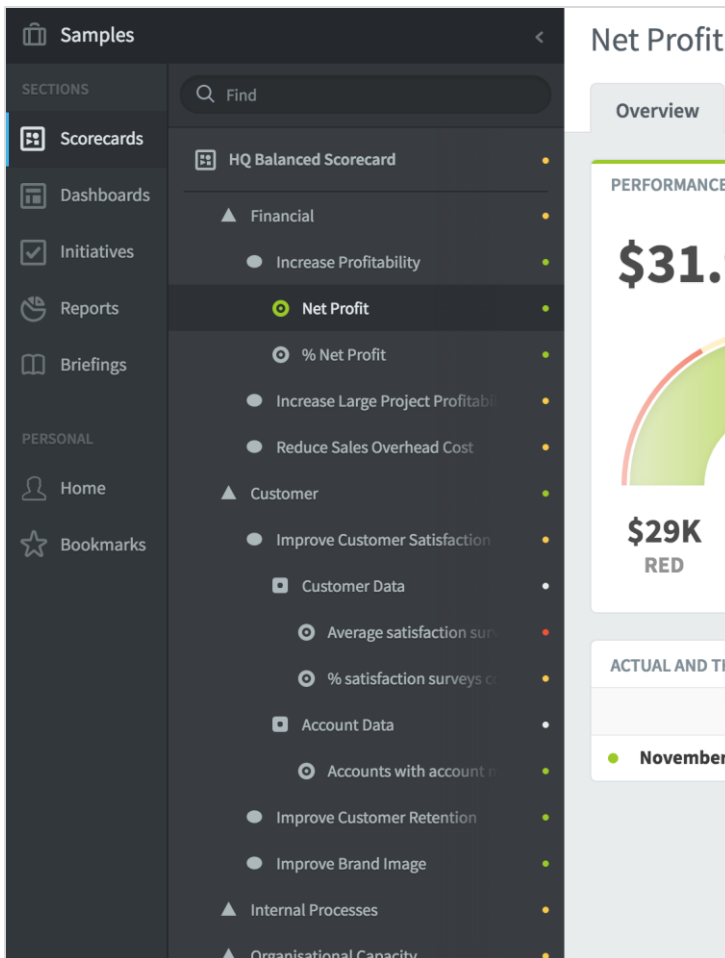 Samples
SECTIONS
Scorecards
Dashboards
Initiatives
Reports
Briefings
PERSONAL
Home
Bookmarks
Find
HQ Balanced Scorecard
Financial
Increase Profitability
Net Profit
% Net Profit
Increase Large Project Profitabi
Reduce Sales Overhead Cost
Customer
Improve Customer Satisfaction
Customer Data
Average satisfaction sur
% satisfaction surveys c
Account Data
Accounts with account
Improve Customer Retention
Improve Brand Image
Internal Processes
Organisational Capacity
Net Profit
Overview
PERFORMANCE
$31.
$29K
RED
ACTUAL AND TH
November